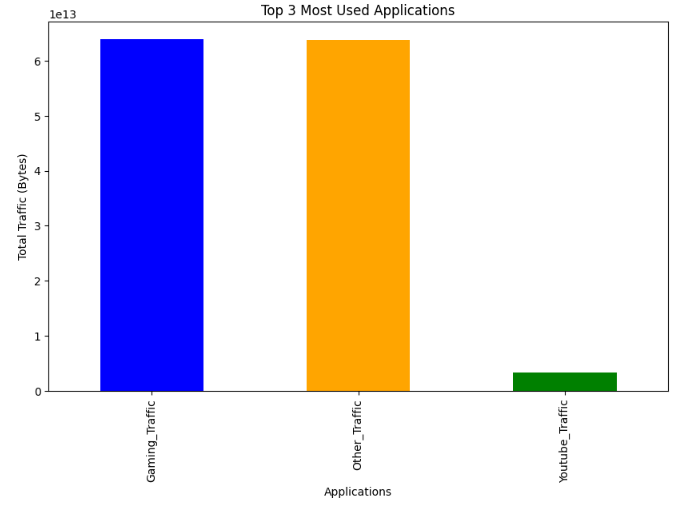 Top 3 Most Used Applications
1e13
6
5
4
3
2
1
0
Total Traffic (Bytes)
Gaming_Traffic
Other_Traffic
Youtube_Traffic
Applications